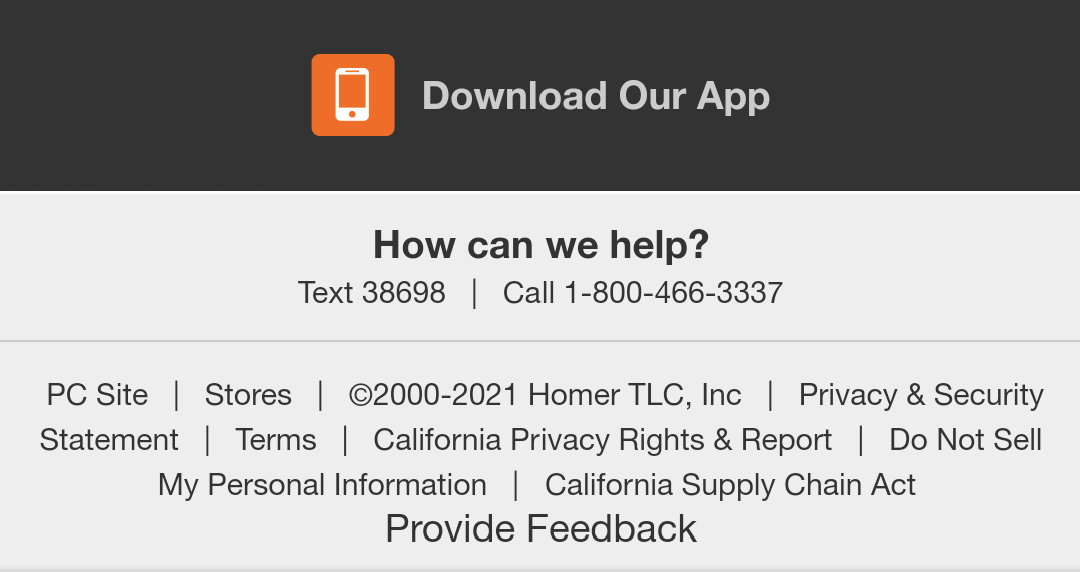 Download Our App
How can we help?
Text 38698 | Call 1-800-466-3337
PC Site | Stores | ©2000-2021 Homer TLC, Inc | Privacy & Security
Statement | Terms | California Privacy Rights & Report | Do Not Sell
My Personal Information | California Supply Chain Act
Provide Feedback